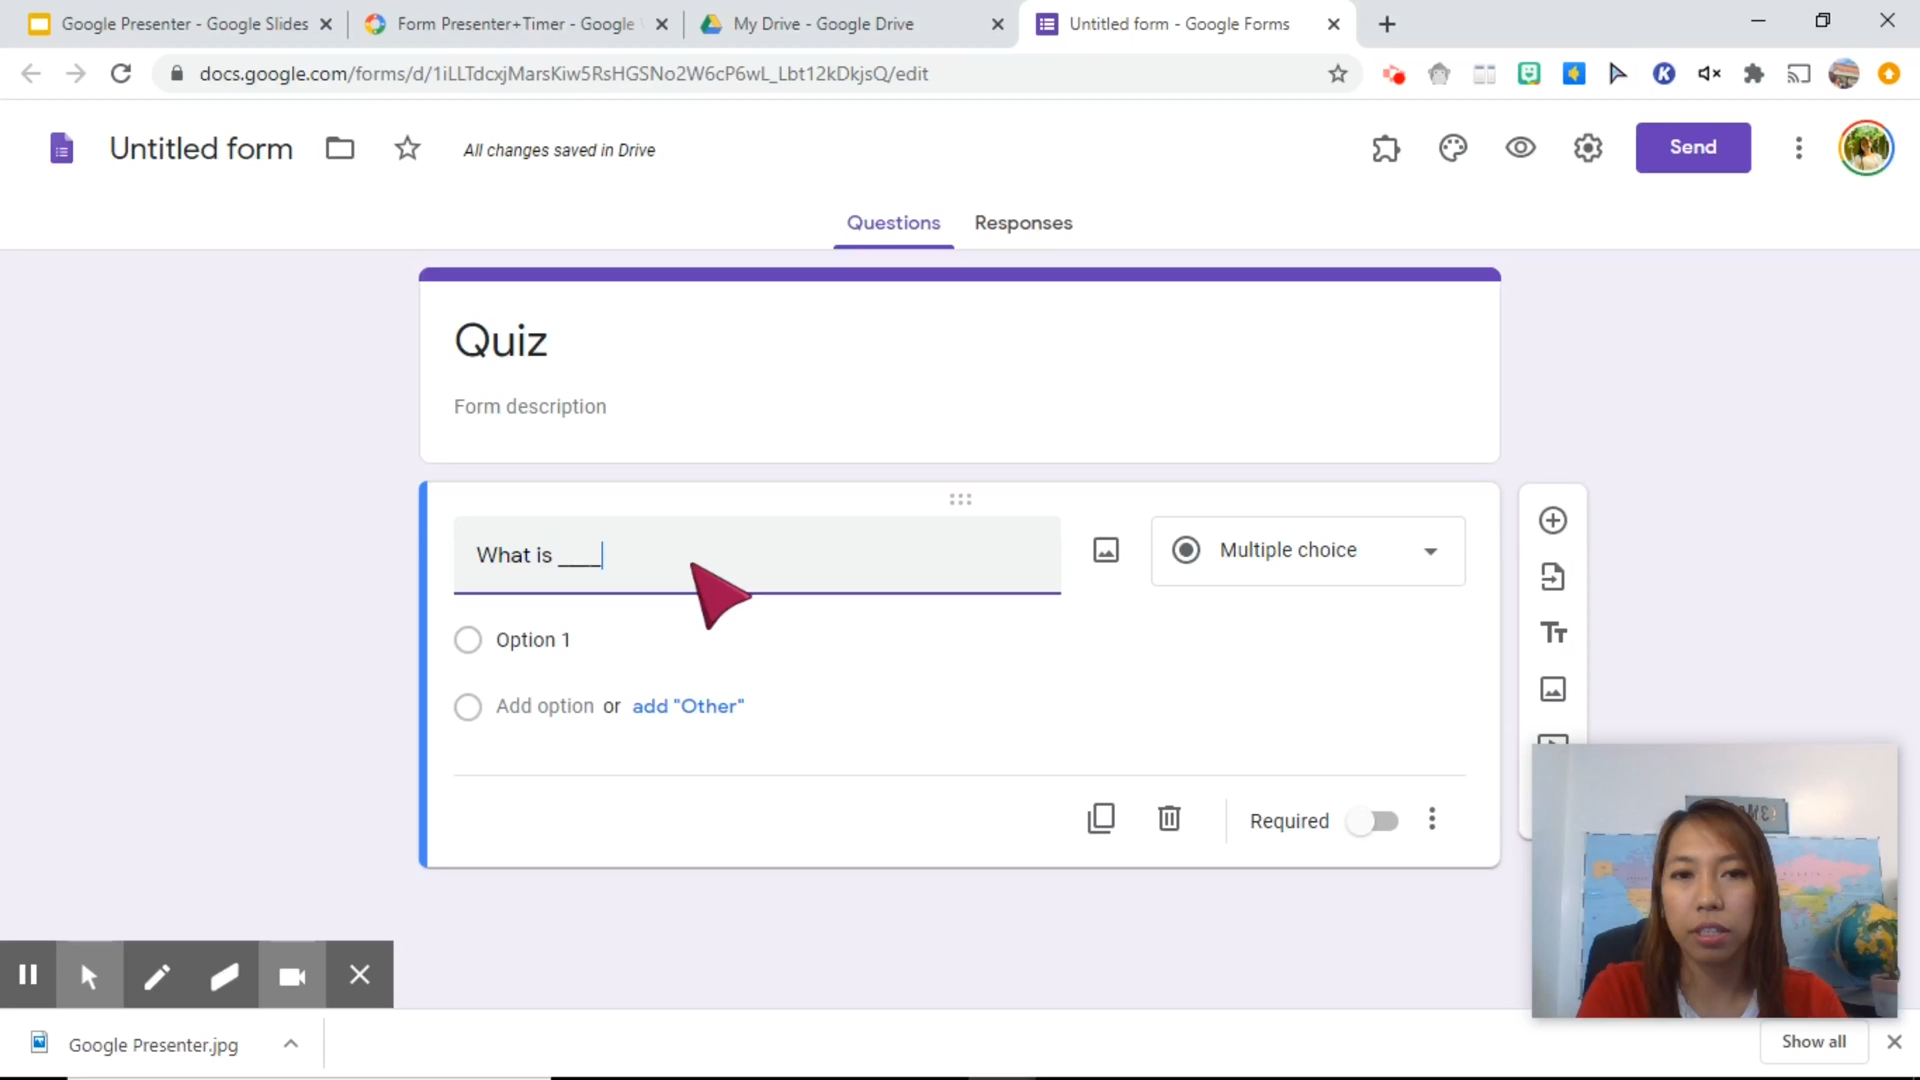 Google Presenter - Google Slides
Form Presenter+Timer - Google
My Drive - Google Drive
Untitled form - Google Forms
docs.google.com/forms/d/1iLLTdcxjMarsKiw5RsHGSNo2W6cP6wL_Lbt12kDkjsQ/edit
Untitled form
All changes saved in Drive
Send
Questions
Responses
Quiz
Form description
What is ____
Multiple choice
Option 1
Add option or add "Other"
Required
Google Presenter.jpg
Show all